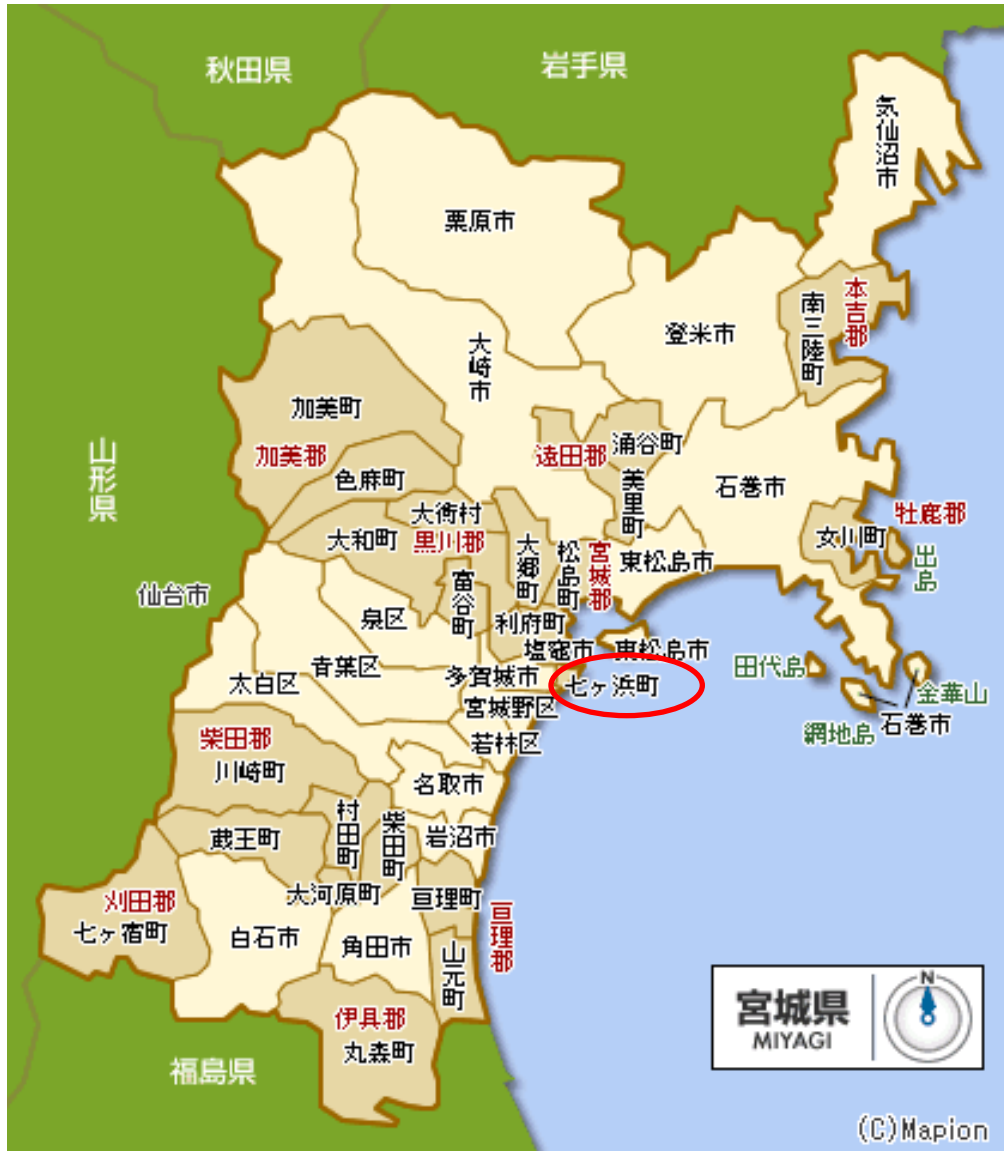 秋田県
岩手県
気仙沼市
栗原市
本吉郡
南三陸町
登米市
大崎市
加美町
加美郡
遠田郡
涌谷町
色麻町
山形県
美里町
石巻市
大衡村
牡鹿郡
大和町
黒川郡
大郷町
松島町
宮城郡
東松島市
女川町
出島
仙台市
富谷町
泉区
利府町
塩竈市
東松島市
青葉区
多賀城市
田代島
太白区
七ヶ浜町
金華山
宮城野区
石巻市
網地島
若林区
柴田郡
川崎町
名取市
村田町
柴田町
岩沼市
蔵王町
大河原町
亘理町
刈田郡
七ヶ宿町
白石市
角田市
亘理郡
山元町
伊具郡
丸森町
福島県
宮城県
MIYAGI
N
(C)Mapion